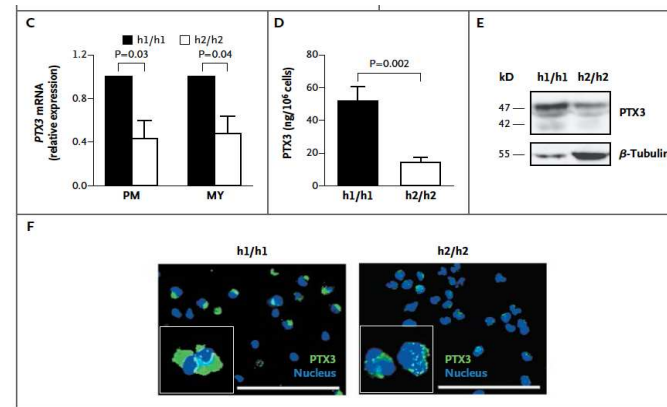 C
h1/h1 h2/h2
P=0.03 P=0.04
PTX3 mRNA
(relative expression)
1.2
0.8
0.4
0.0
PM MY
D
P=0.002
PTX3 (ng/10⁶ cells)
80
60
40
20
0
h1/h1 h2/h2
E
kD h1/h1 h2/h2
47
42
PTX3
55 β-Tubulin
F
h1/h1 h2/h2
PTX3
Nucleus
PTX3
Nucleus